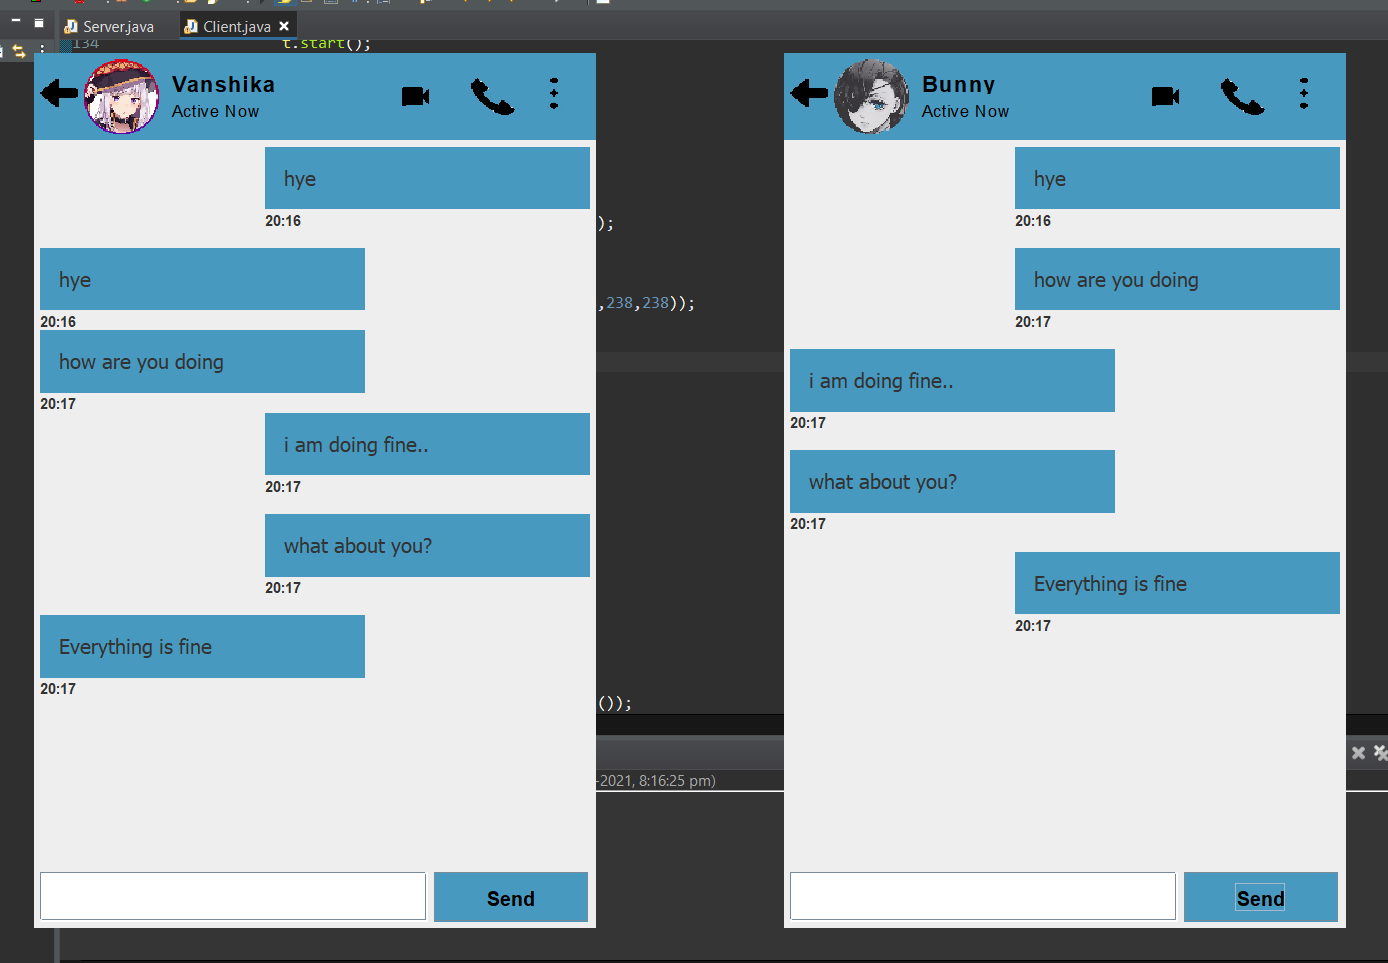 Server.java
Client.java
134
t.start();
Vanshika
Active Now
hye
20:16
hye
20:16
how are you doing
20:17
i am doing fine..
20:17
what about you?
20:17
Everything is fine
20:17
Send
);
,238,238));
());
-2021, 8:16:25 pm)
Bunny
Active Now
hye
20:16
how are you doing
20:17
i am doing fine..
20:17
what about you?
20:17
Everything is fine
20:17
Send